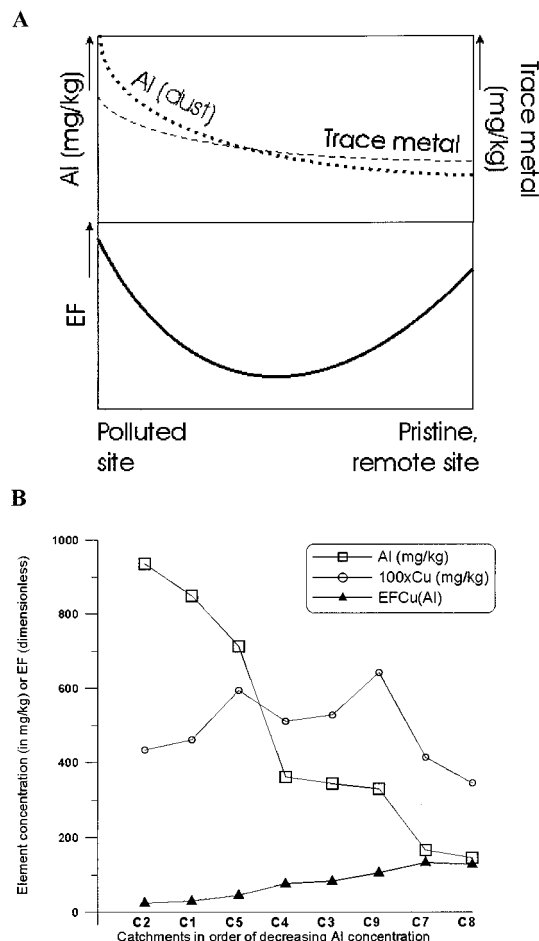 A
Al (mg/kg)
Al (dust)
Trace metal
Trace metal
(mg/kg)
EF
Polluted
site
Pristine,
remote site
B
Element concentration (in mg/kg) or EF (dimensionless)
1000
800
600
400
200
0
Al (mg/kg)
100xCu (mg/kg)
EFCu(Al)
C2 C1 C5 C4 C3 C9 C7 C8
Catchments in order of decreasing Al concentration